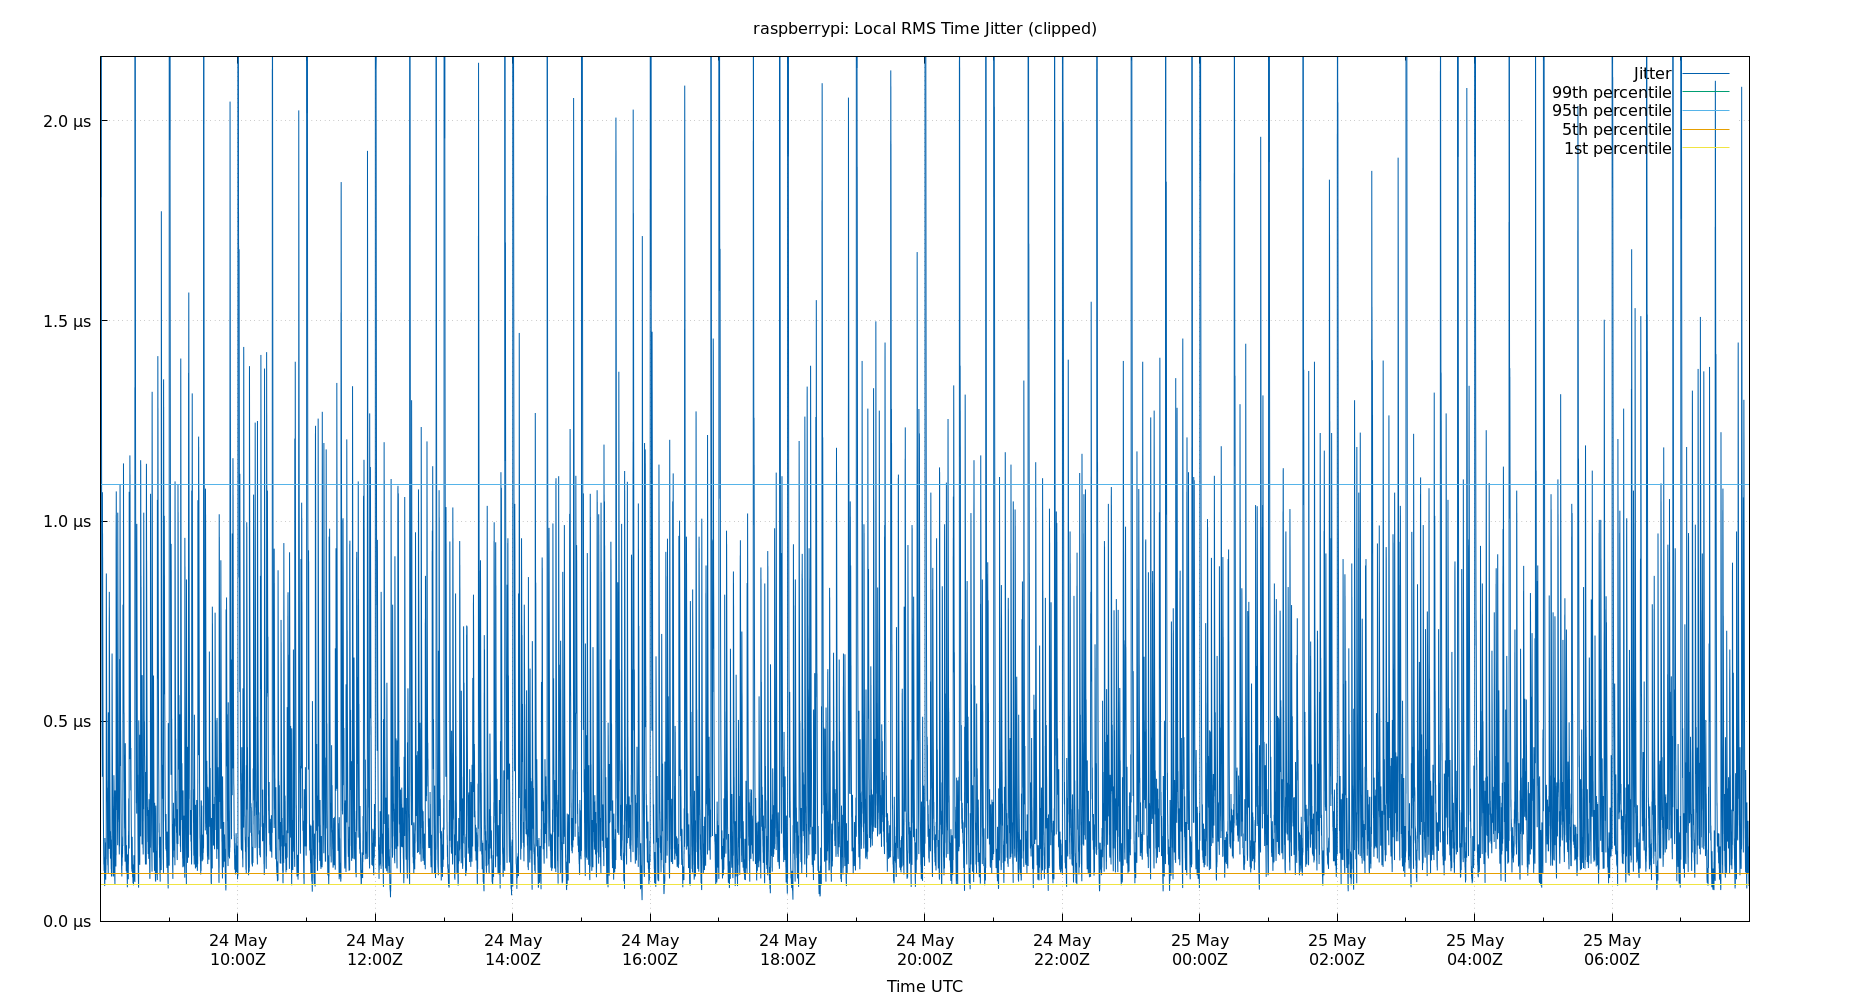 raspberrypi: Local RMS Time Jitter (clipped)
Jitter
99th percentile
95th percentile
5th percentile
1st percentile
2.0 µs
1.5 µs
1.0 µs
0.5 µs
0.0 µs
24 May 24 May 24 May 24 May 24 May 24 May 24 May 25 May 25 May 25 May 25 May
10:00Z 12:00Z 14:00Z 16:00Z 18:00Z 20:00Z 22:00Z 00:00Z 02:00Z 04:00Z 06:00Z
Time UTC